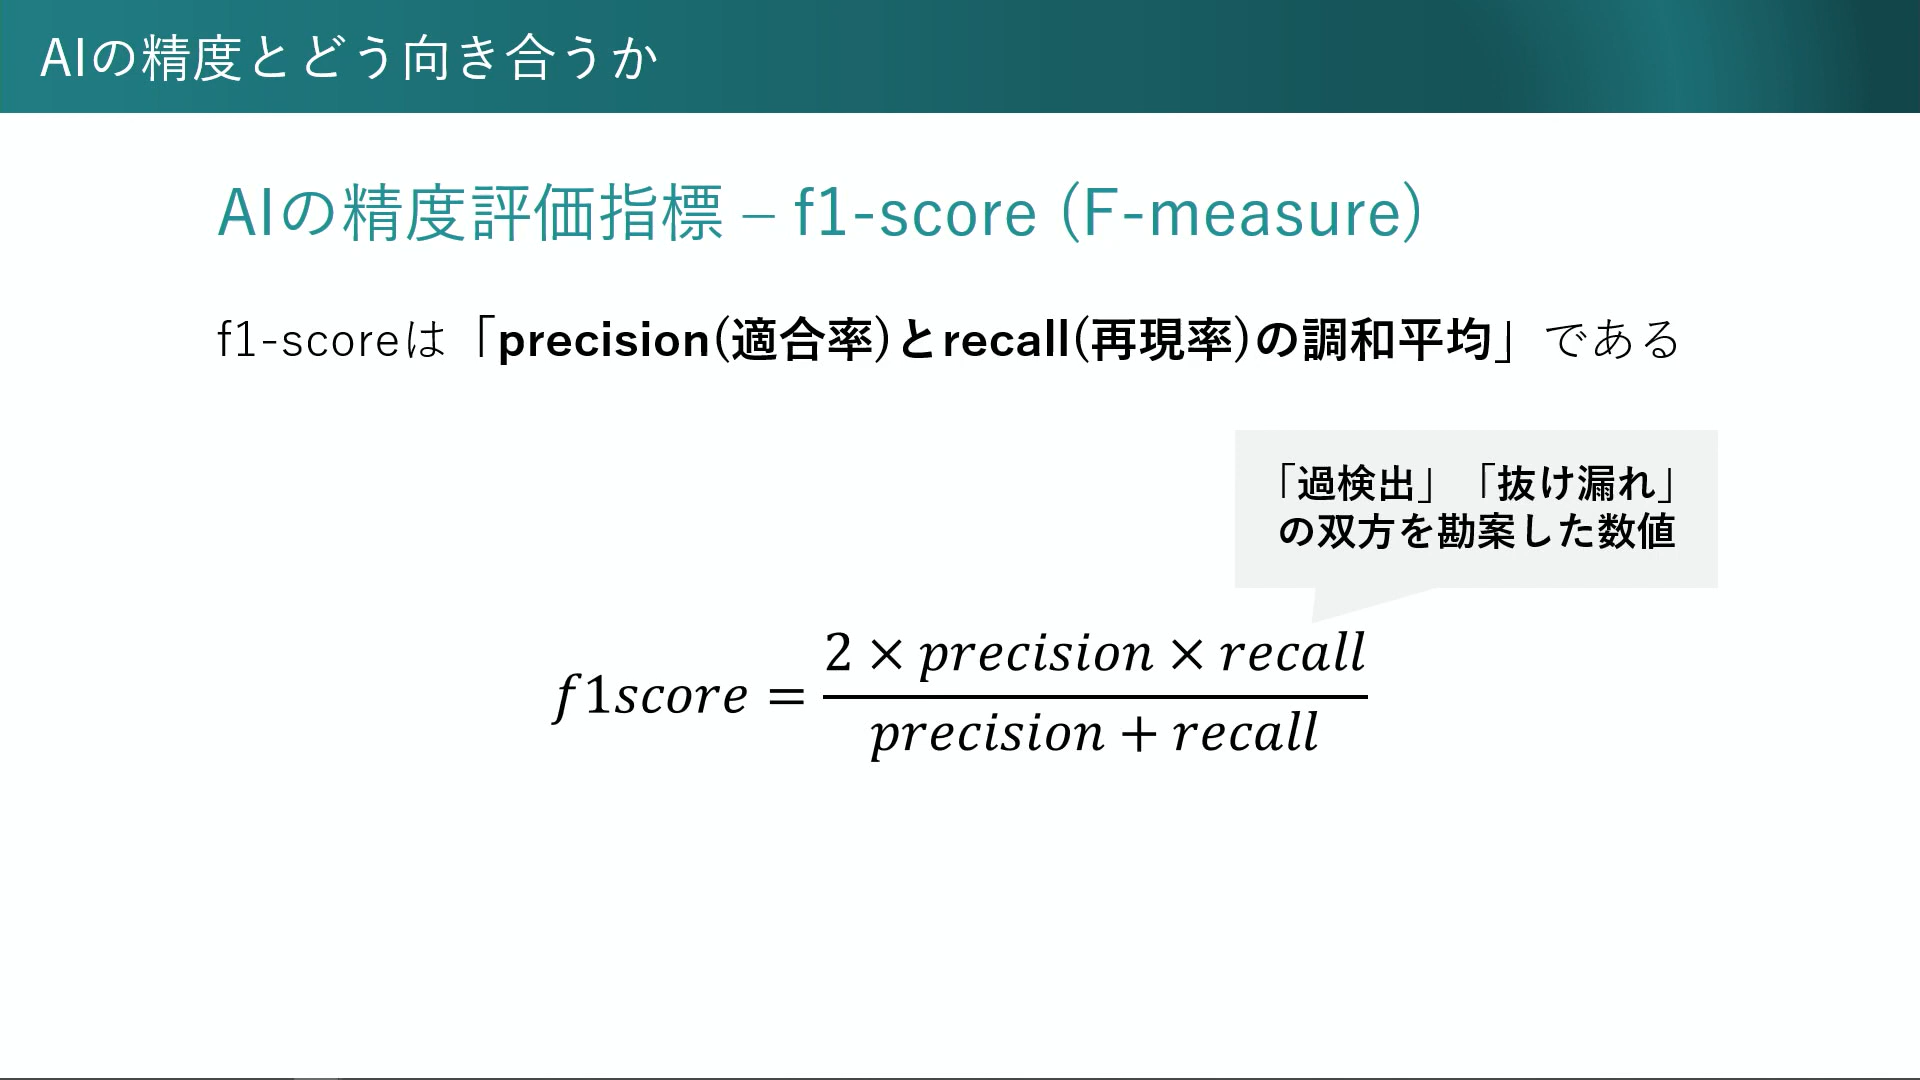 AIの精度とどう向き合うか
AIの精度評価指標 – f1-score (F-measure)
f1-scoreは「precision(適合率)とrecall(再現率)の調和平均」である
「過検出」「抜け漏れ」
の双方を勘案した数値
2 × precision × recall
f1score =
precision + recall